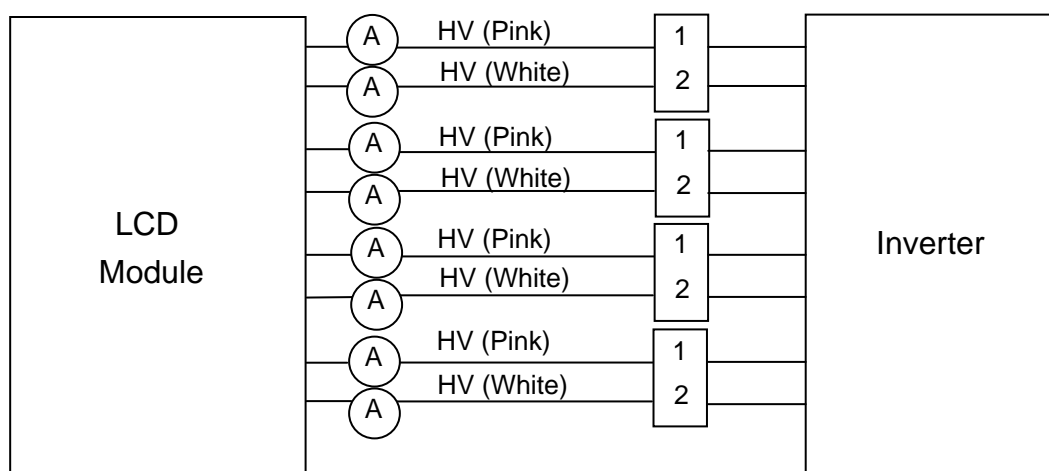 A HV (Pink) 1
A HV (White) 2
A HV (Pink) 1
A HV (White) 2
LCD
Module
A HV (Pink) 1
Inverter
A HV (White) 2
A HV (Pink) 1
A HV (White) 2